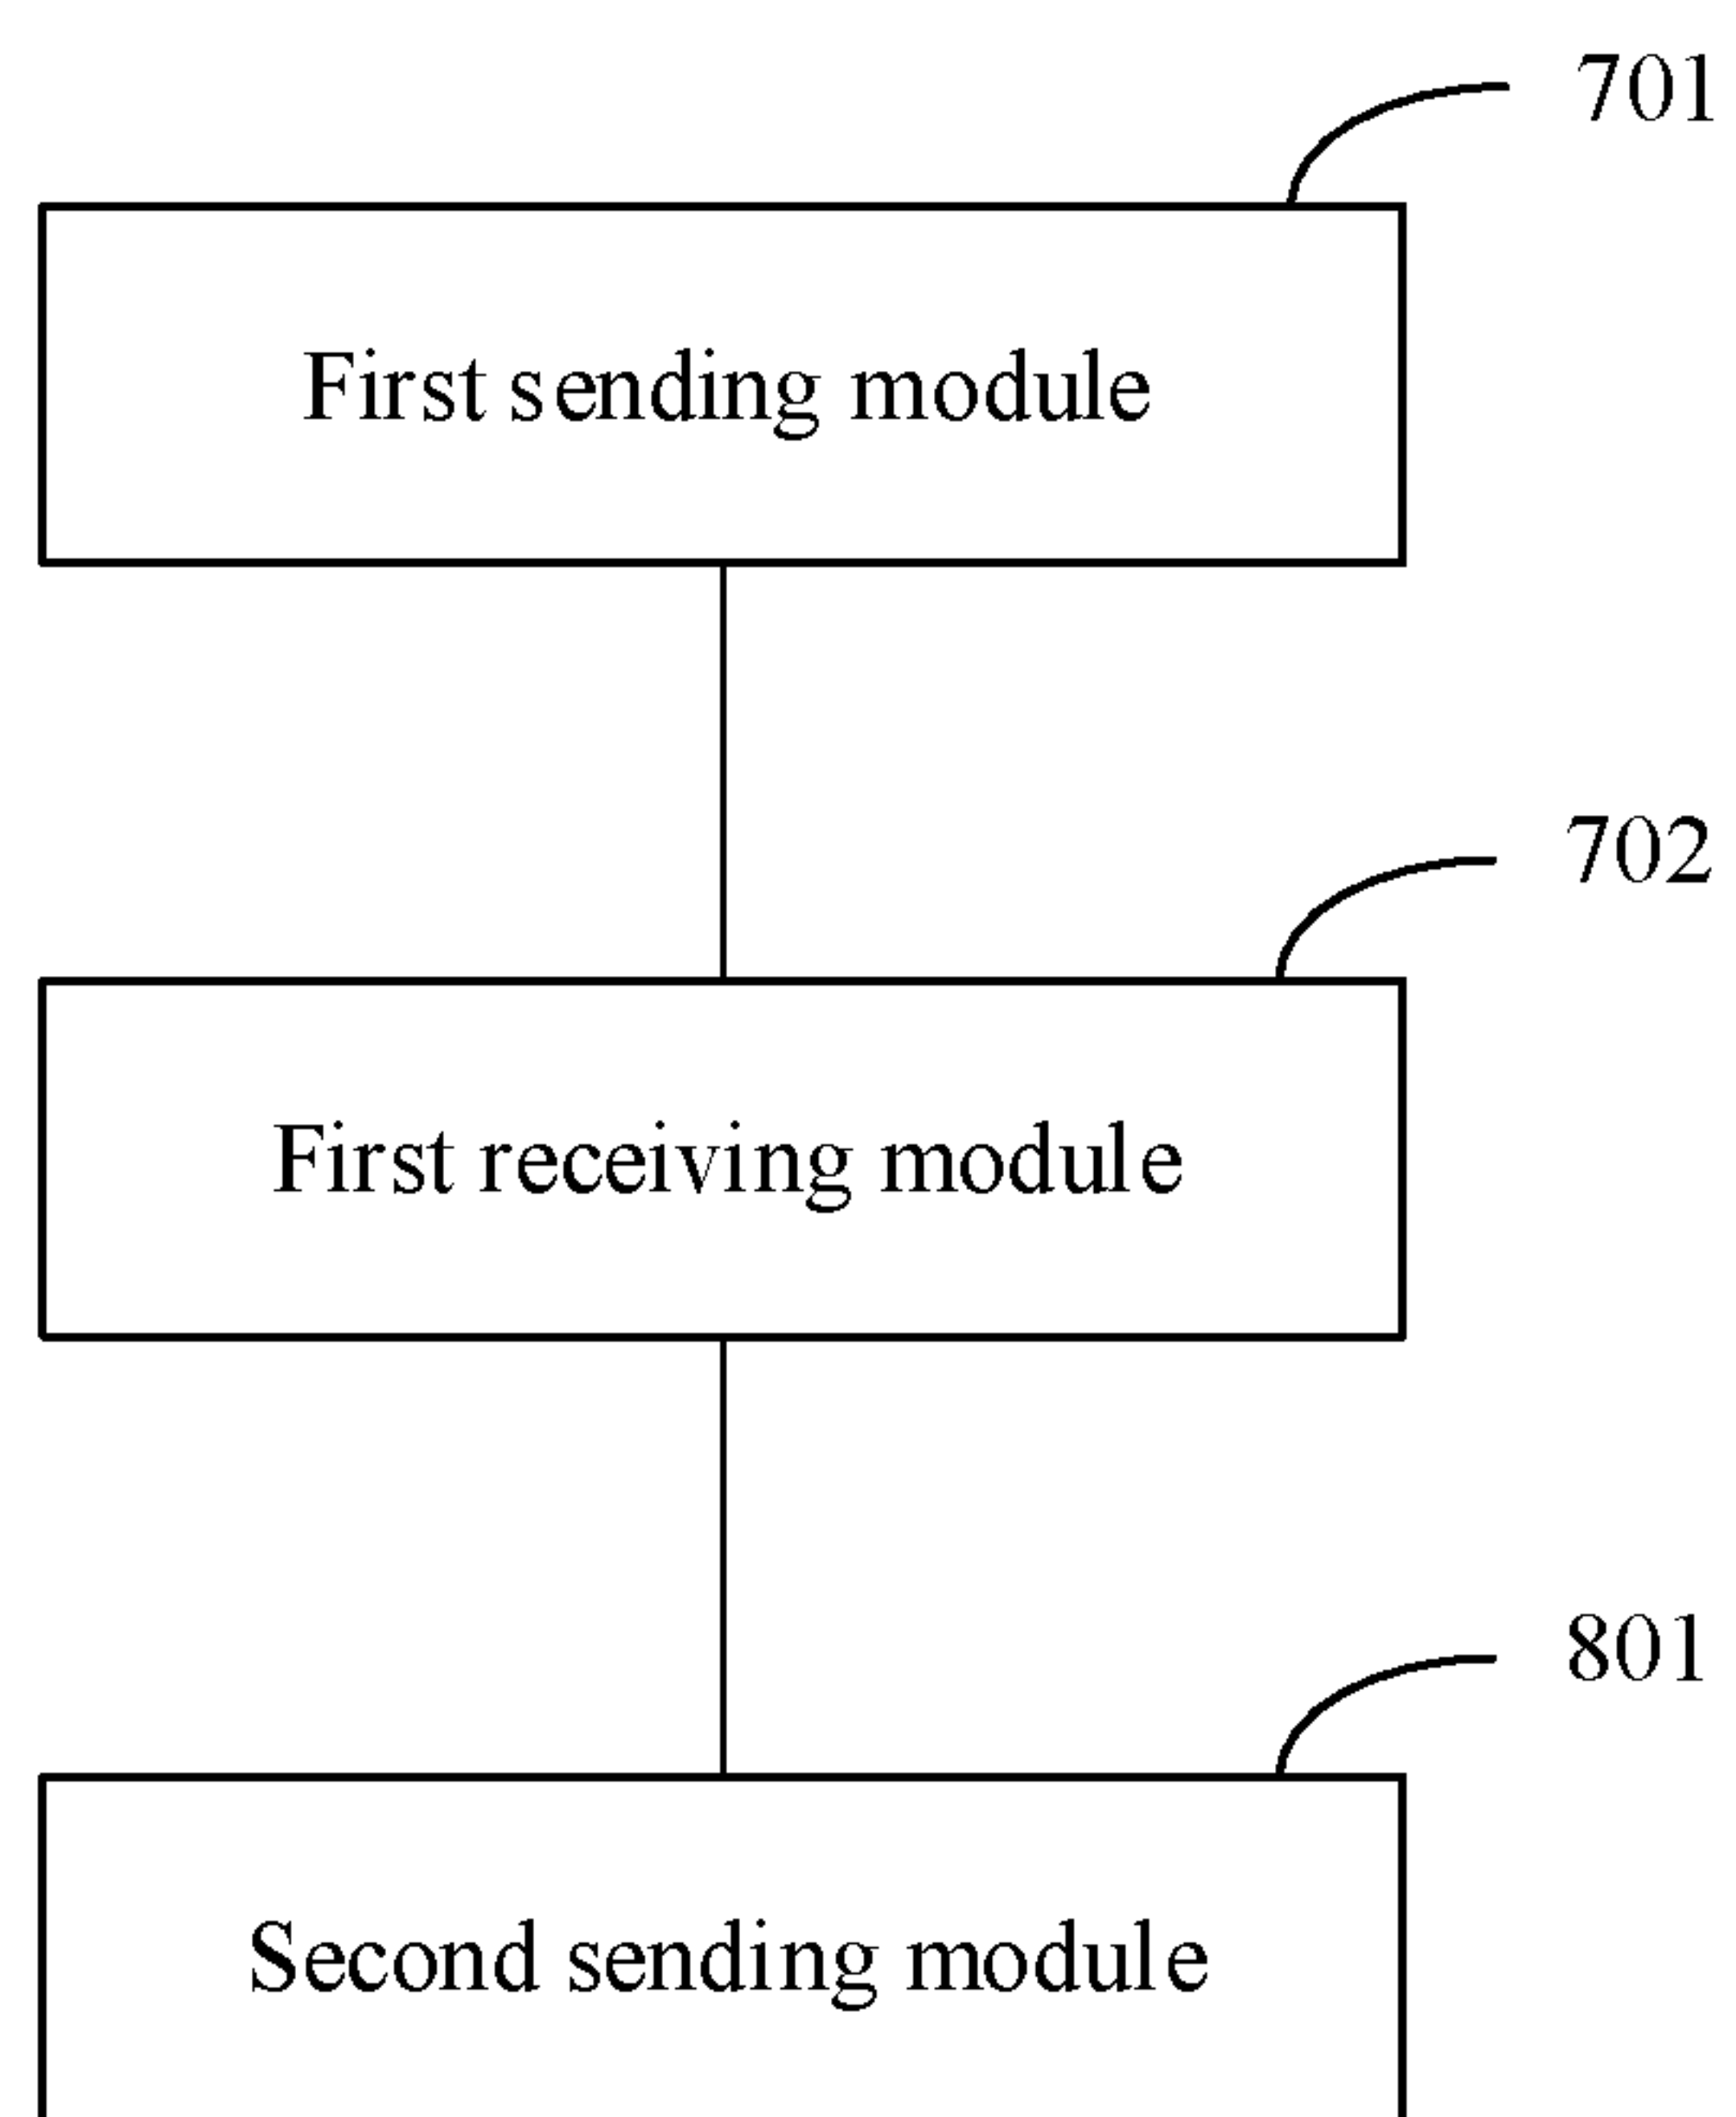 701
First sending module
702
First receiving module
801
Second sending module